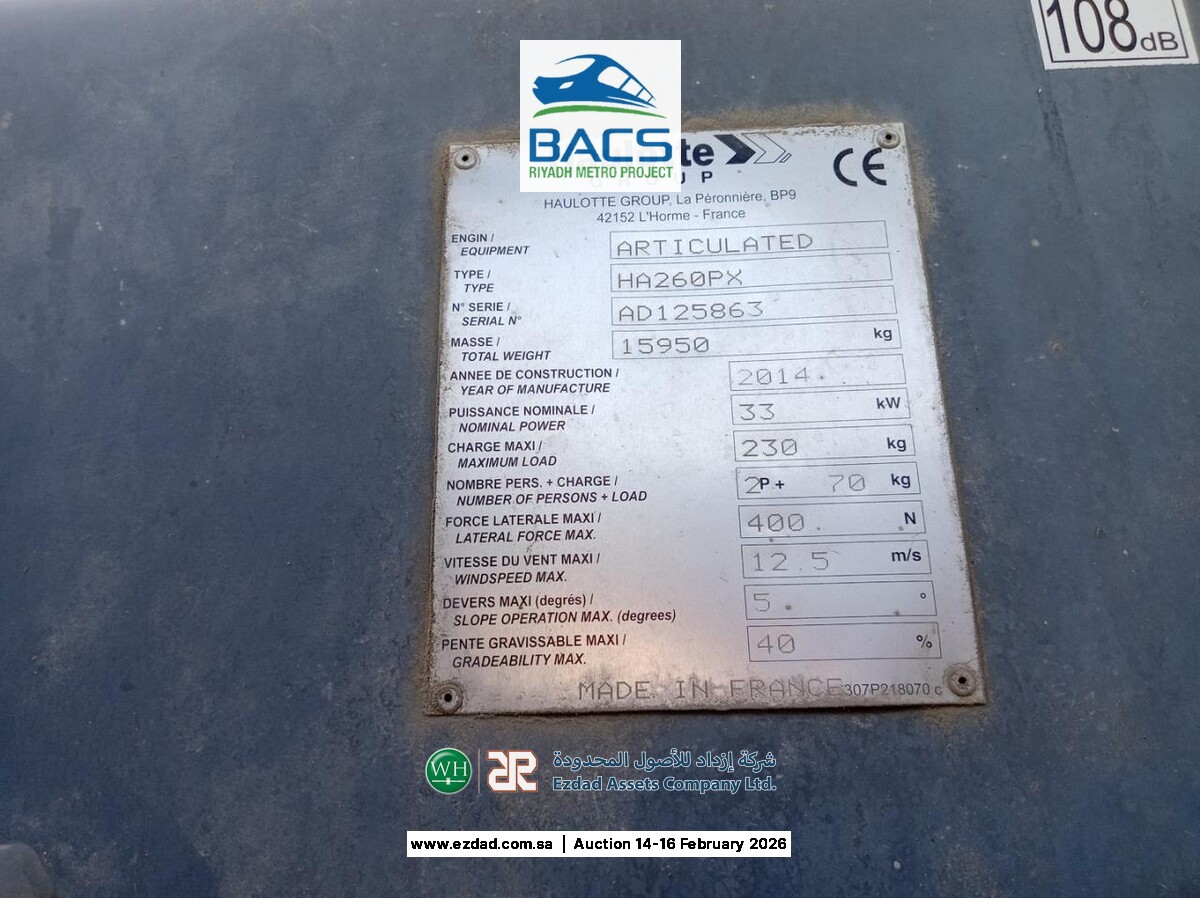 108 dB
BACS
RIYADH METRO PROJECT
CE
HAULOTTE GROUP, La Péronnière, BP9
42152 L'Horme - France
ENGIN /
EQUIPMENT ARTICULATED
TYPE /
TYPE HA260PX
N° SERIE /
SERIAL N° AD125863
MASSE /
TOTAL WEIGHT 15950 kg
ANNEE DE CONSTRUCTION /
YEAR OF MANUFACTURE 2014.
PUISSANCE NOMINALE /
NOMINAL POWER 33 kW
CHARGE MAXI /
MAXIMUM LOAD 230 kg
NOMBRE PERS. + CHARGE /
NUMBER OF PERSONS + LOAD 2P + 70 kg
FORCE LATERALE MAXI /
LATERAL FORCE MAX. 400. N
VITESSE DU VENT MAXI /
WINDSPEED MAX. 12.5 m/s
DEVERS MAXI (degrés) /
SLOPE OPERATION MAX. (degrees) 5. °
PENTE GRAVISSABLE MAXI /
GRADEABILITY MAX. 40 %
MADE IN FRANCE 307P218070 c
WH
شركة إزداد للأصول المحدودة
Ezdad Assets Company Ltd.
www.ezdad.com.sa | Auction 14-16 February 2026